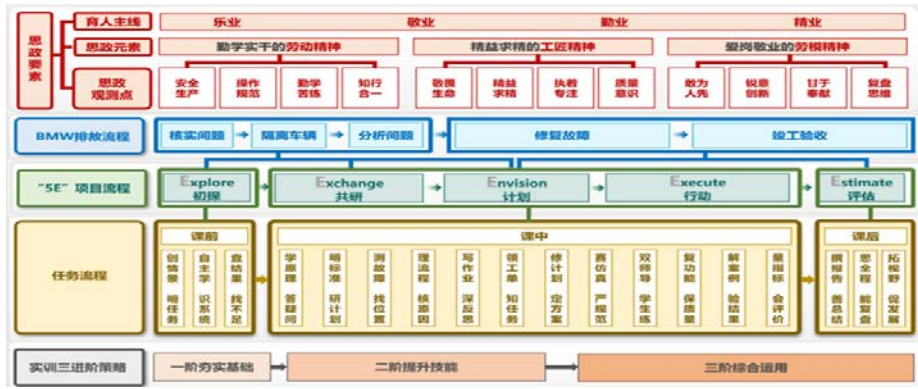 思政要素
育人主线 乐业 敬业 勤业 精业
思政元素 勤学实干的劳动精神 精益求精的工匠精神 爱岗敬业的劳模精神
思政观测点
安全生产 操作规范 勤学苦练 知行合一 敬畏生命 精益求精 执着专注 质量意识 敢为人先 锐意创新 甘于奉献 复盘思维
BMW排故流程 核实问题 隔离车辆 分析问题 修复故障 竣工验收
"5E"项目流程
Explore 初探
Exchange 共研
Envision 计划
Execute 行动
Estimate 评估
任务流程
课前
创情景 明任务
自主学 识系统
查结果 找不足
课中
学原理 答疑问
明标准 研计划
测故障 找位置
理流程 核原因
写作业 深反思
领工单 知任务
修计划 定方案
赛仿真 严规范
双师导 学生练
复功能 保质量
解案例 验结果
量指标 会评价
课后
撰报告 善总结
思全程 能复盘
拓视野 促发展
实训三进阶策略 一阶夯实基础 二阶提升技能 三阶综合运用